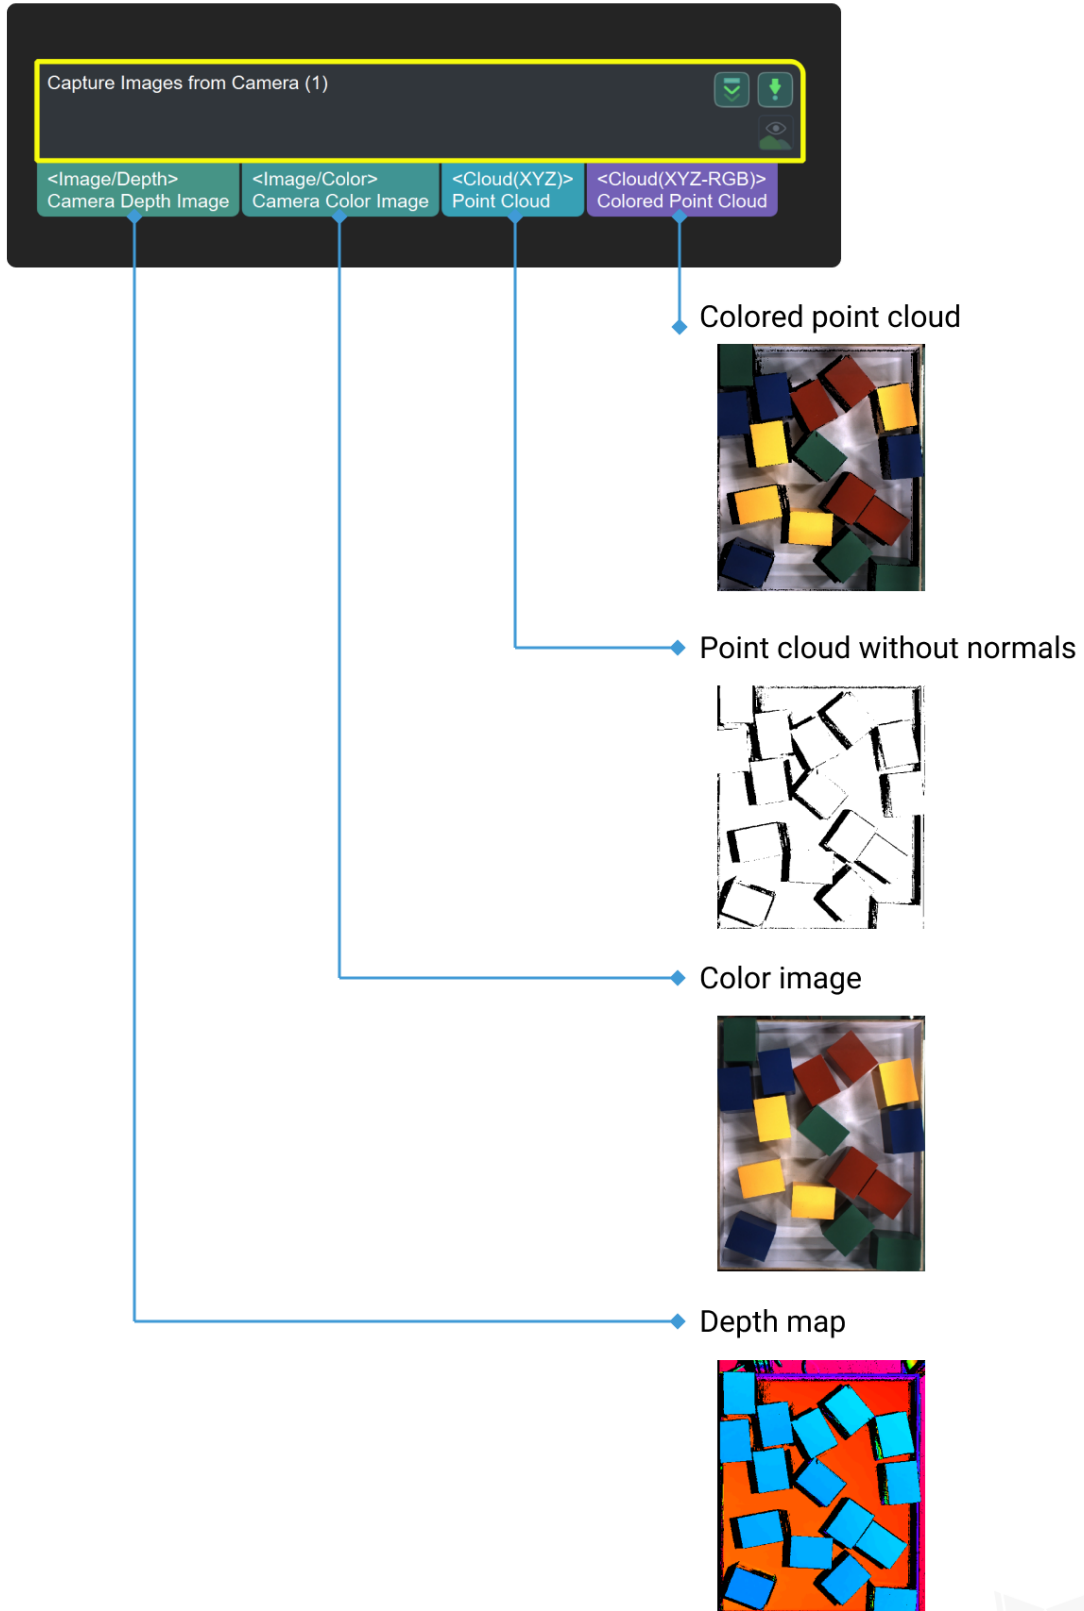 Capture Images from Camera (1)
<Image/Depth>
Camera Depth Image
<Image/Color>
Camera Color Image
<Cloud(XYZ)>
Point Cloud
<Cloud(XYZ-RGB)>
Colored Point Cloud
Colored point cloud
Point cloud without normals
Color image
Depth map